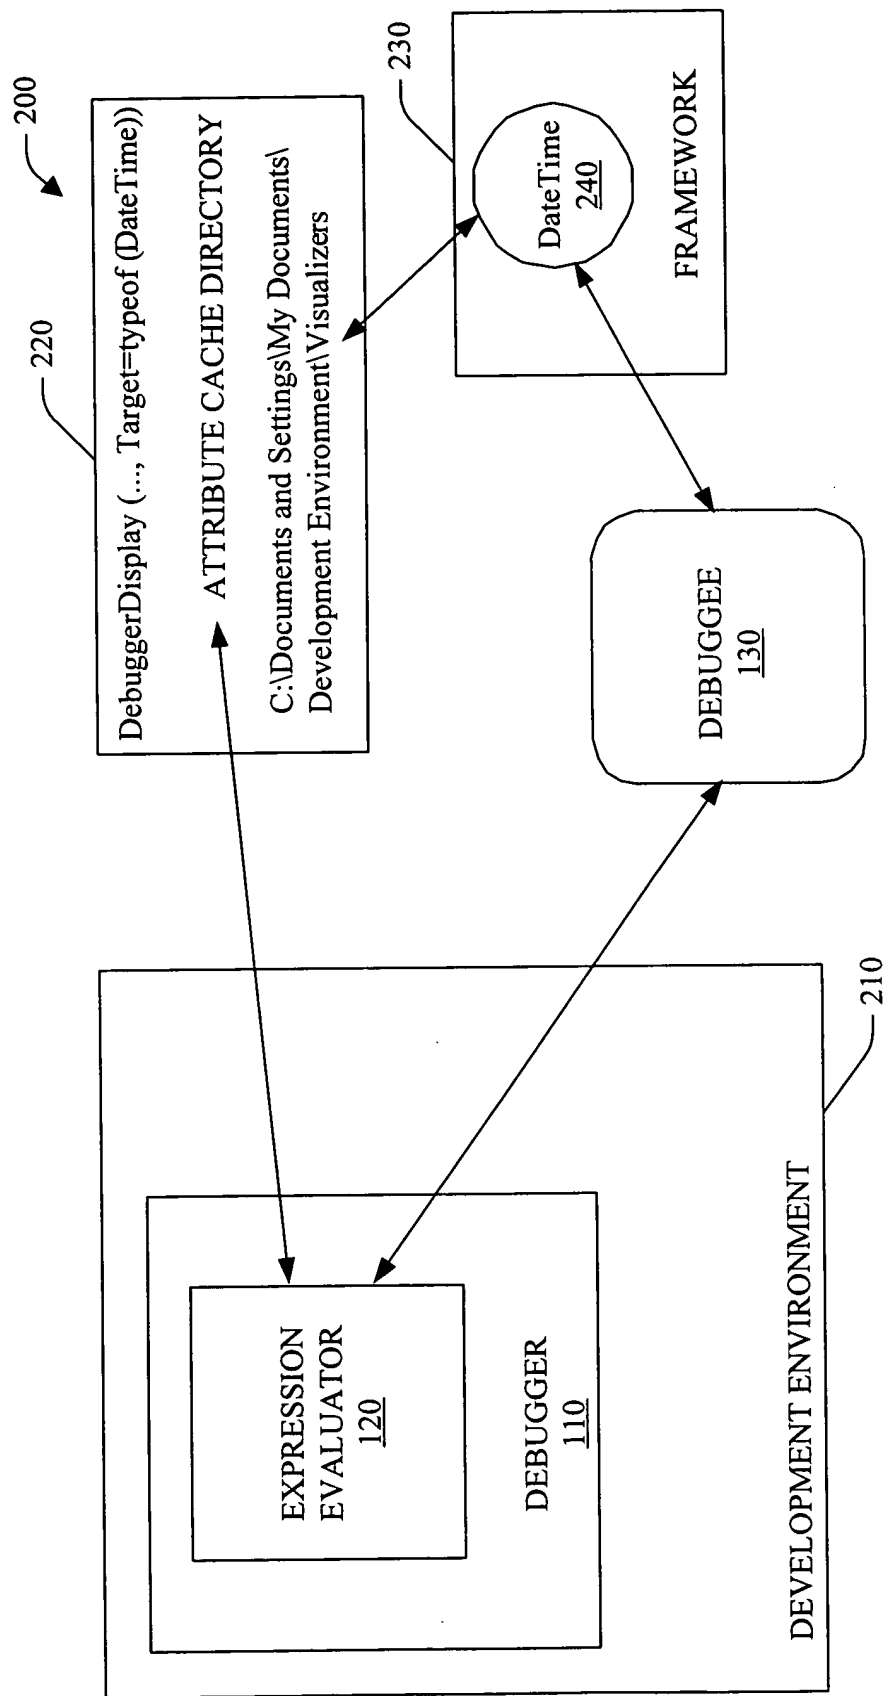 200
220
DebuggerDisplay (..., Target=typeof (DateTime))
ATTRIBUTE CACHE DIRECTORY
C:\Documents and Settings\My Documents\
Development Environment\Visualizers
230
DateTime
240
FRAMEWORK
EXPRESSION
EVALUATOR
120
DEBUGGER
110
DEBUGGEE
130
DEVELOPMENT ENVIRONMENT
210